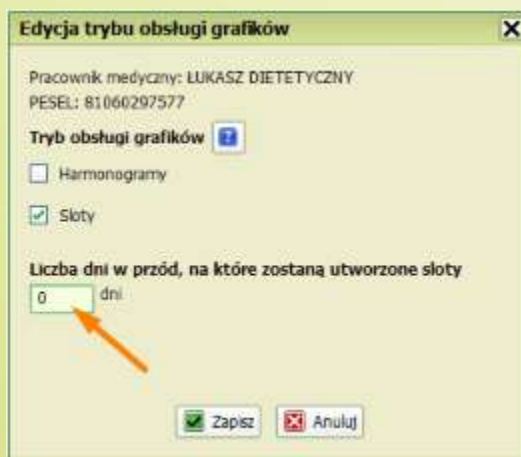 Edycja trybu obsługi grafików
Pracownik medyczny: ŁUKASZ DIETETYCZNY
PESEL: 81060297577
Tryb obsługi grafików ?
Harmonogramy
Sloty
Liczba dni w przód, na które zostaną utworzone sloty
0 dni
Zapisz Anuluj